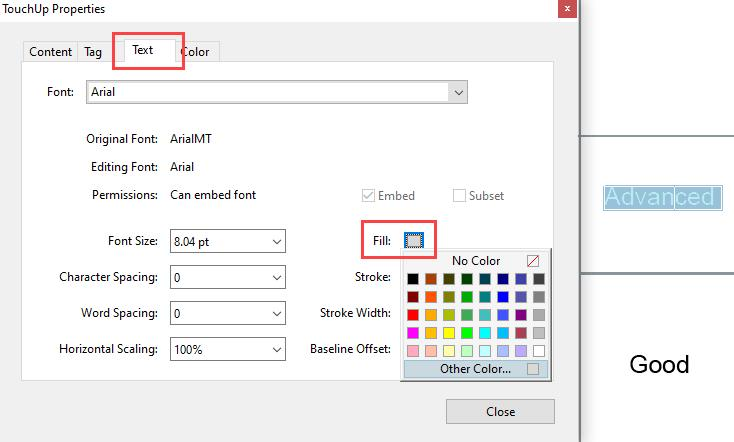 TouchUp Properties
x
Content Tag Text Color
Font: Arial
Original Font: ArialMT
Editing Font: Arial
Permissions: Can embed font Embed Subset
Font Size: 8.04 pt Fill:
No Color
Character Spacing: 0 Stroke:
Word Spacing: 0 Stroke Width:
Horizontal Scaling: 100% Baseline Offset:
Other Color...
Close
Advanced
Good